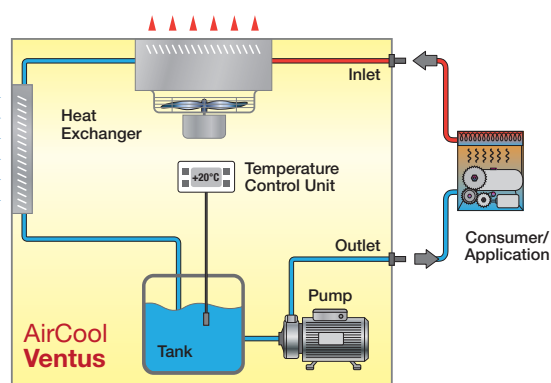 Inlet
Heat
Exchanger
+20°C
Temperature
Control Unit
Outlet
Consumer/
Application
Pump
AirCool
Ventus
Tank